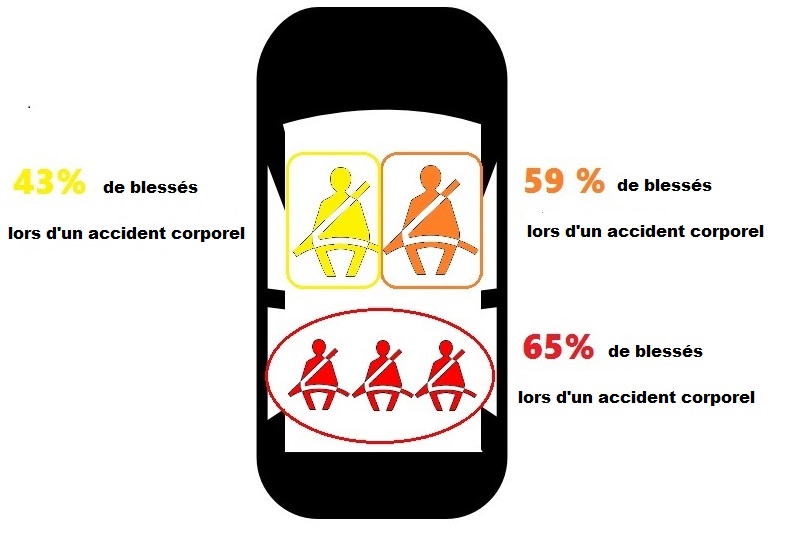 43% de blessés
lors d'un accident corporel
59 % de blessés
lors d'un accident corporel
65% de blessés
lors d'un accident corporel